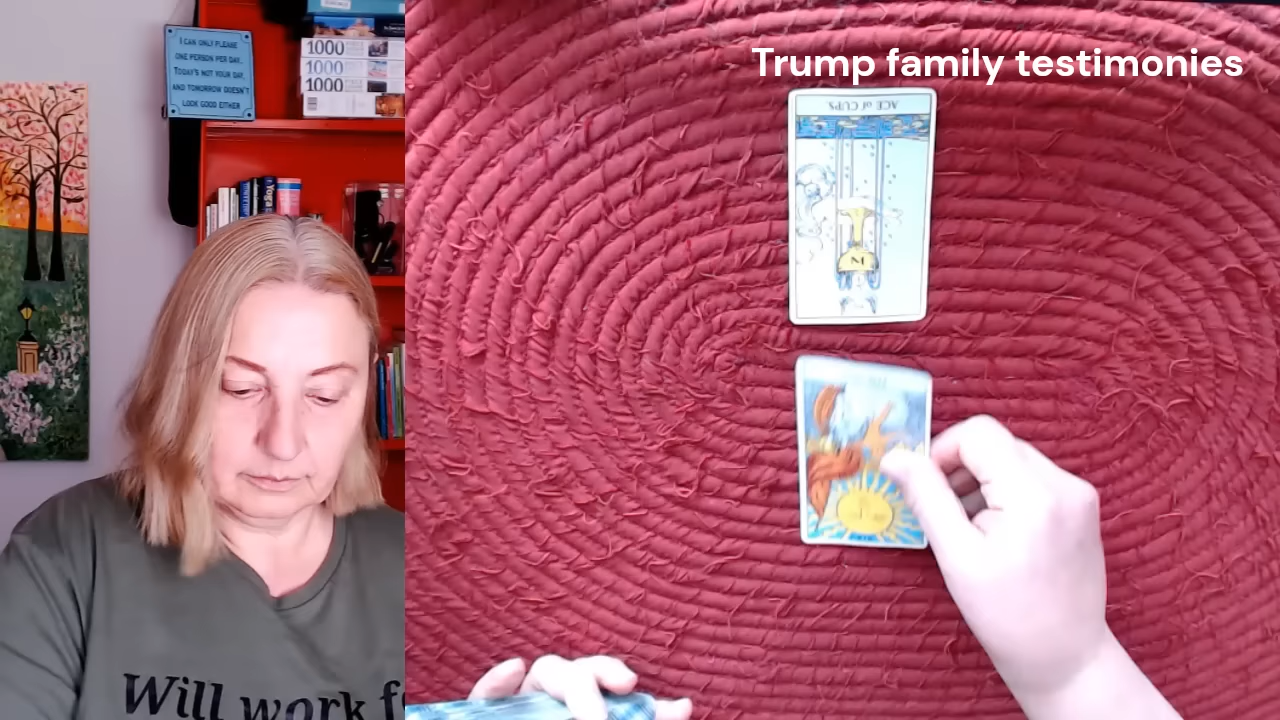 I CAN ONLY PLEASE
ONE PERSON PER DAY.
TODAY'S NOT YOUR DAY,
AND TOMORROW DOESN'T
LOOK GOOD EITHER
1000
1000
1000
Yoga
Trump family testimonies
ACE of CUPS
Will work f